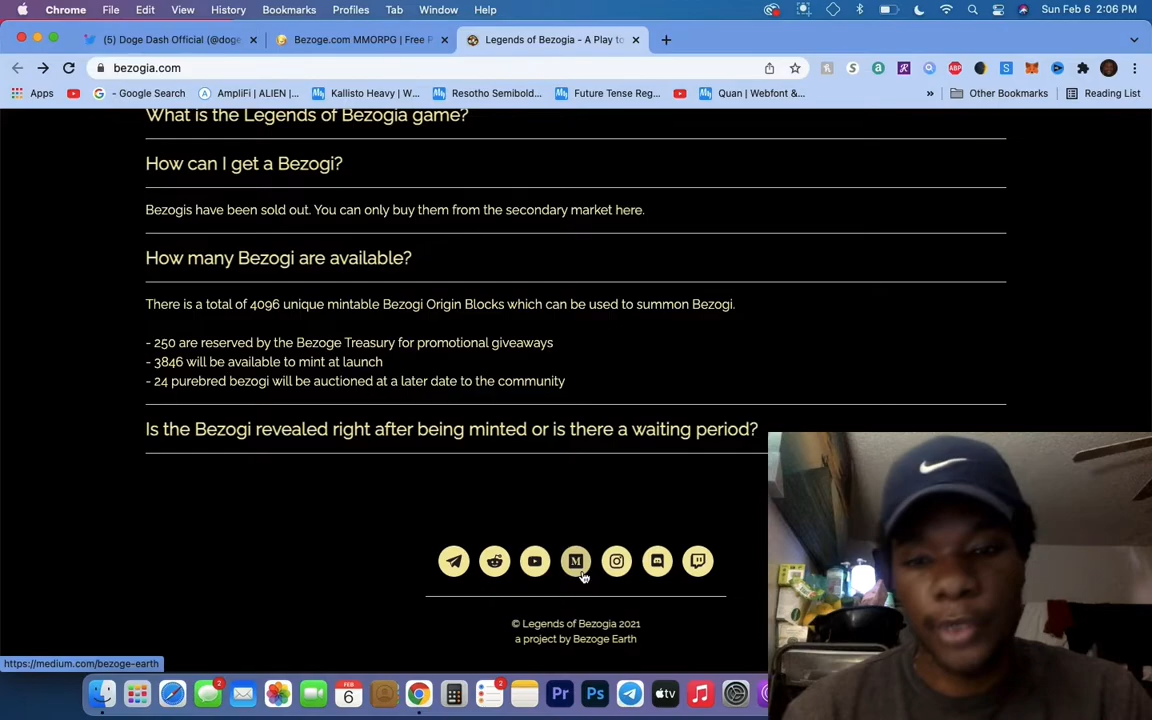 Chrome File Edit View History Bookmarks Profiles Tab Window Help Sun Feb 6 2:06 PM
(5) Doge Dash Official (@doge Bezoge.com MMORPG | Free P Legends of Bezogia - A Play to
bezogia.com
Apps - Google Search AmpliFi | ALIEN |... Kallisto Heavy | W... Resotho Semibold... Future Tense Reg... Quan | Webfont &... » Other Bookmarks Reading List
What is the Legends of Bezogia game?
How can I get a Bezogi?
Bezogis have been sold out. You can only buy them from the secondary market here.
How many Bezogi are available?
There is a total of 4096 unique mintable Bezogi Origin Blocks which can be used to summon Bezogi.
- 250 are reserved by the Bezoge Treasury for promotional giveaways
- 3846 will be available to mint at launch
- 24 purebred bezogi will be auctioned at a later date to the community
Is the Bezogi revealed right after being minted or is there a waiting period?
© Legends of Bezogia 2021
a project by Bezoge Earth
https://medium.com/bezoge-earth
2 FEB 6 2 Pr Ps tv